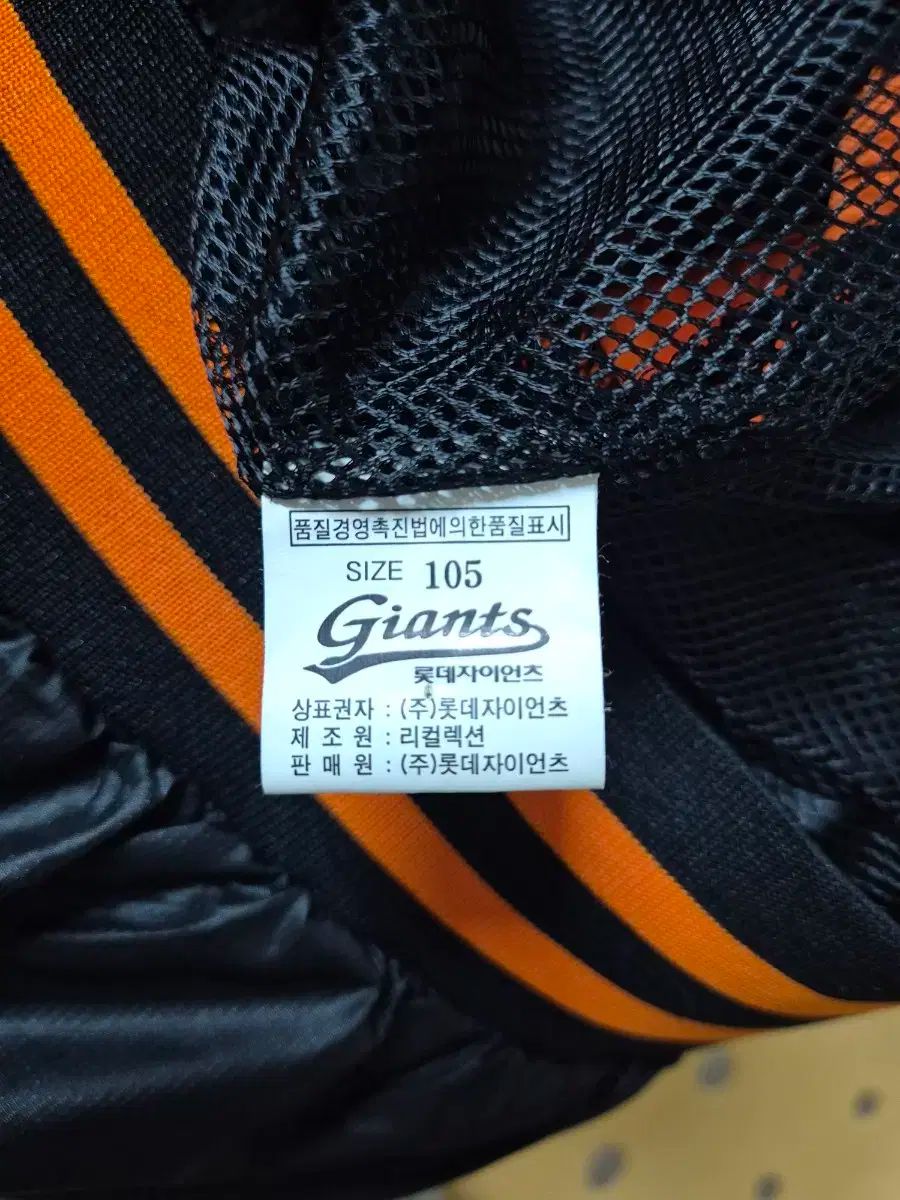 품질경영촉진법에의한품질표시
SIZE 105
Giants
롯데자이언츠
상표권자 : (주)롯데자이언츠
제 조 원 : 리컬렉션
판 매 원 : (주)롯데자이언츠